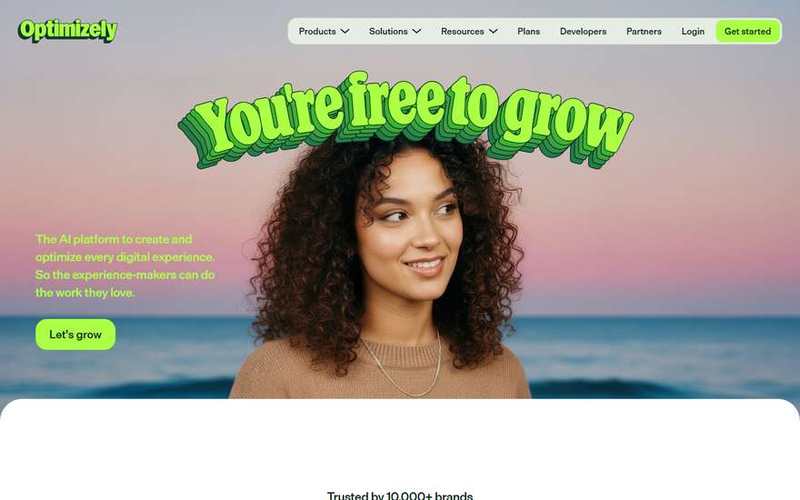 Optimizely
Products
Solutions
Resources
Plans
Developers
Partners
Login
Get started
You're free to grow
The AI platform to create and
optimize every digital experience.
So the experience-makers can do
the work they love.
Let's grow
Trusted by 10,000+ brands